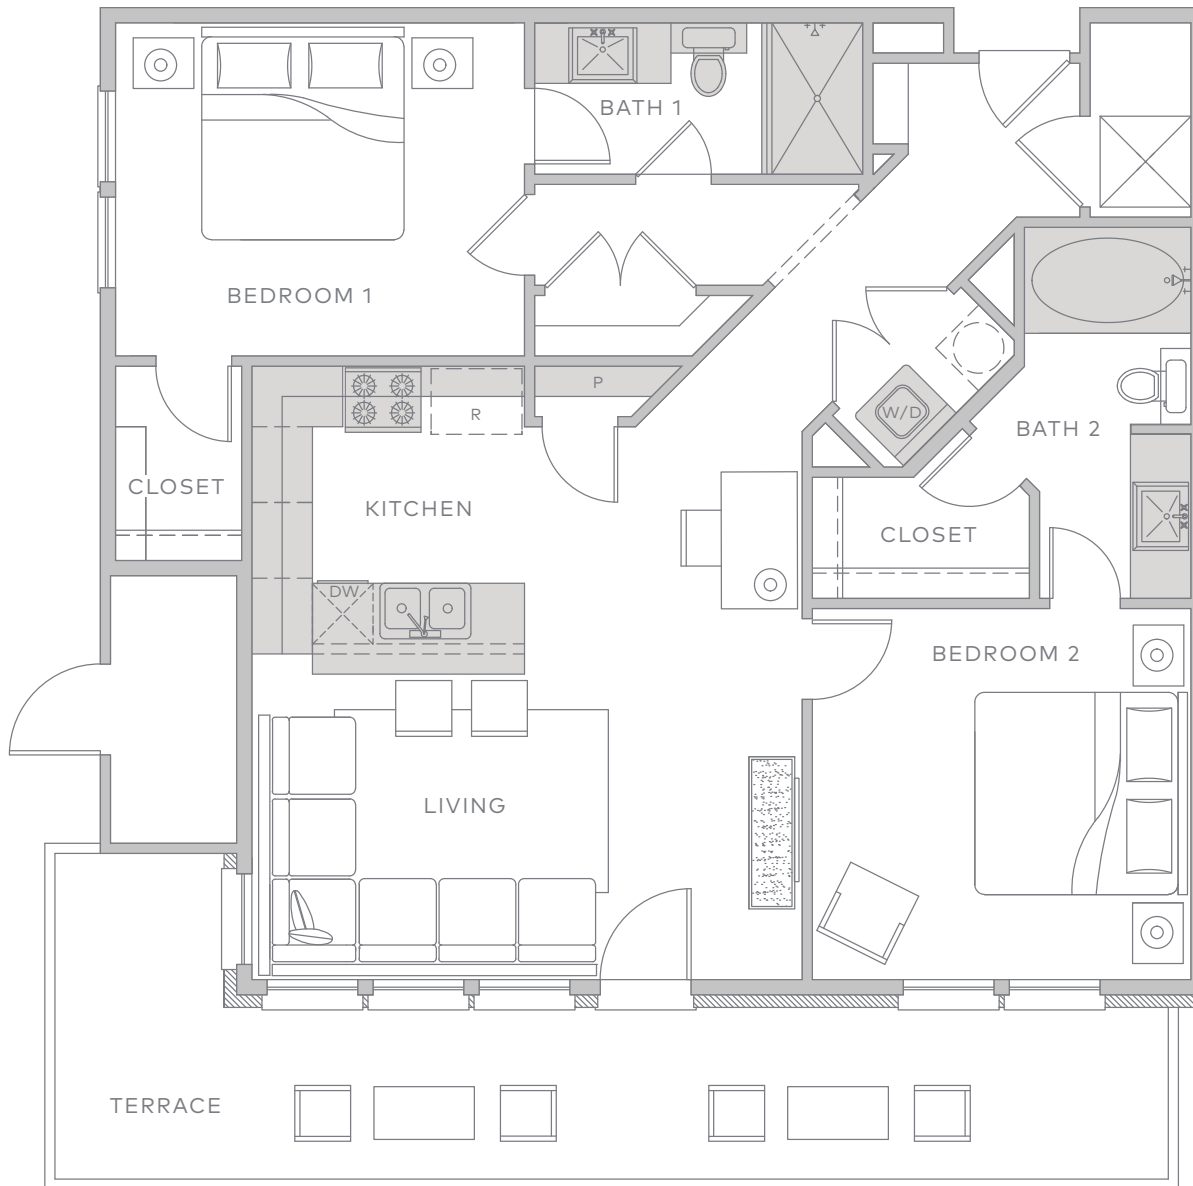 BATH 1
BEDROOM 1
P
R
W/D
BATH 2
CLOSET
KITCHEN
CLOSET
DW
BEDROOM 2
LIVING
TERRACE